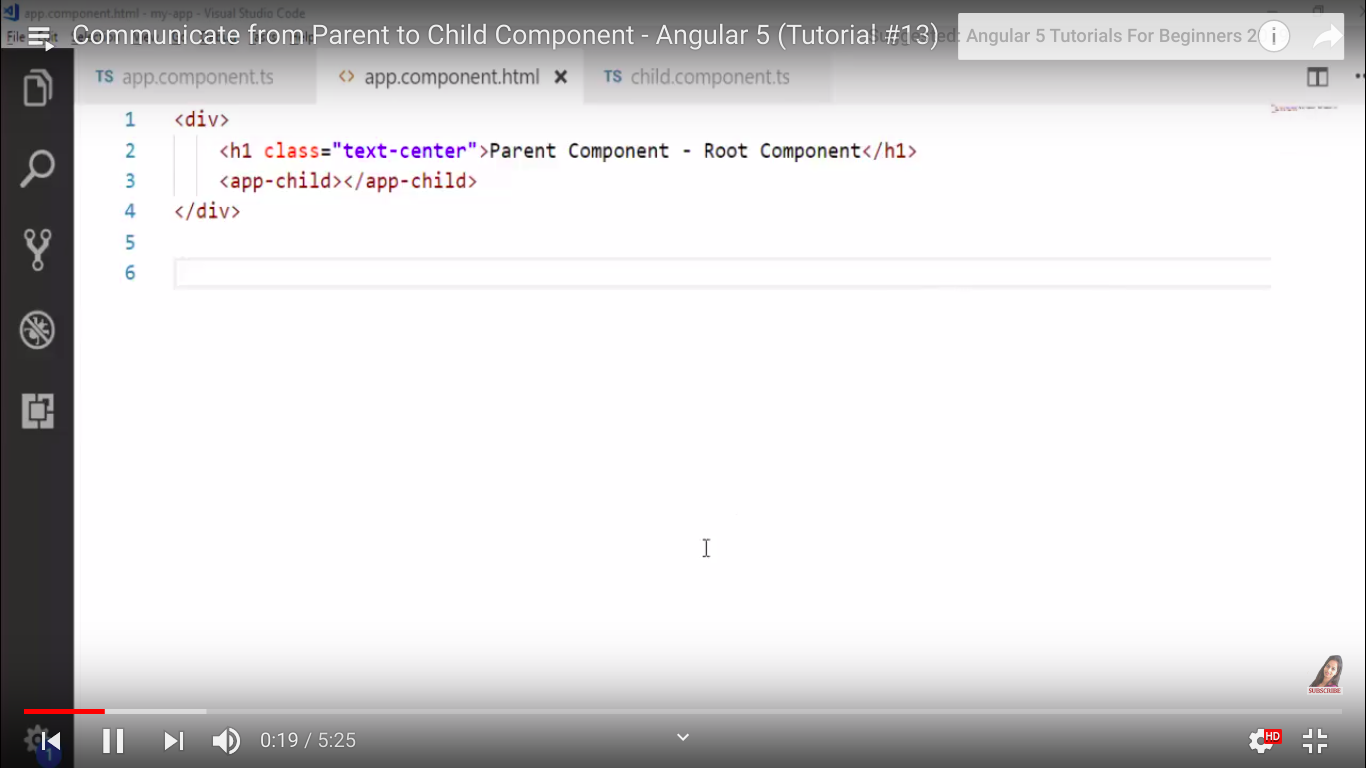 app.component.html - my-app - Visual Studio Code
File
Communicate from Parent to Child Component - Angular 5 (Tutorial #13)
Angular 5 Tutorials For Beginners 2
TS app.component.ts
<> app.component.html
TS child.component.ts
1 <div>
2 <h1 class="text-center">Parent Component - Root Component</h1>
3 <app-child></app-child>
4 </div>
5
6
SUBSCRIBE
1
0:19 / 5:25
HD